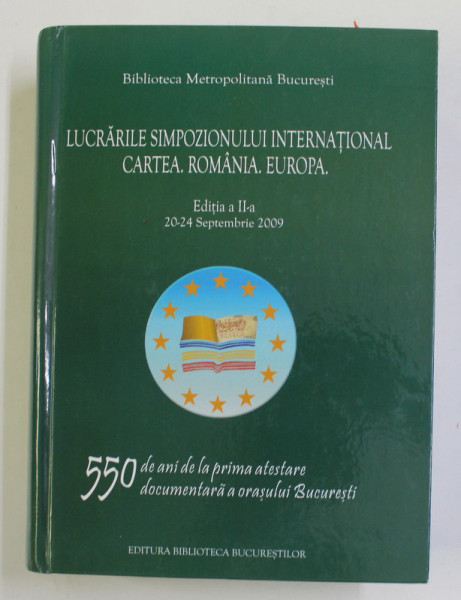 Biblioteca Metropolitană București
LUCRĂRILE SIMPOZIONULUI INTERNAȚIONAL
CARTEA. ROMÂNIA. EUROPA.
Ediția a II-a
20-24 Septembrie 2009
550 de ani de la prima atestare
documentară a orașului București
EDITURA BIBLIOTECA BUCUREȘTILOR